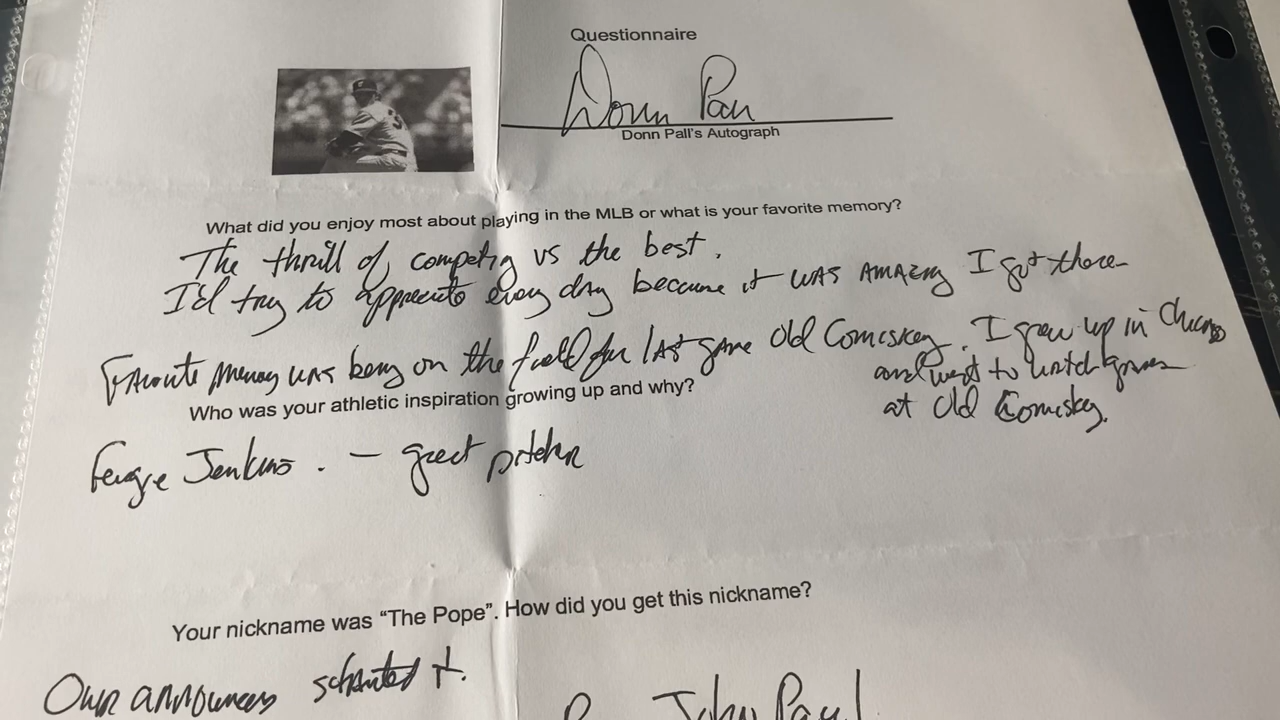 Questionnaire
Donn Pall
Donn Pall's Autograph
What did you enjoy most about playing in the MLB or what is your favorite memory?
The thrill of competing vs the best.
I'd try to appreciate every day because it was amazing I got there
Favorite memory was being on the field for last game Old Comiskey. I grew up in Chicago
and went to watch games
at Old Comiskey.
Who was your athletic inspiration growing up and why?
Fergie Jenkins. - great pitcher
Your nickname was “The Pope”. How did you get this nickname?
Our announcers started it.
John Paul